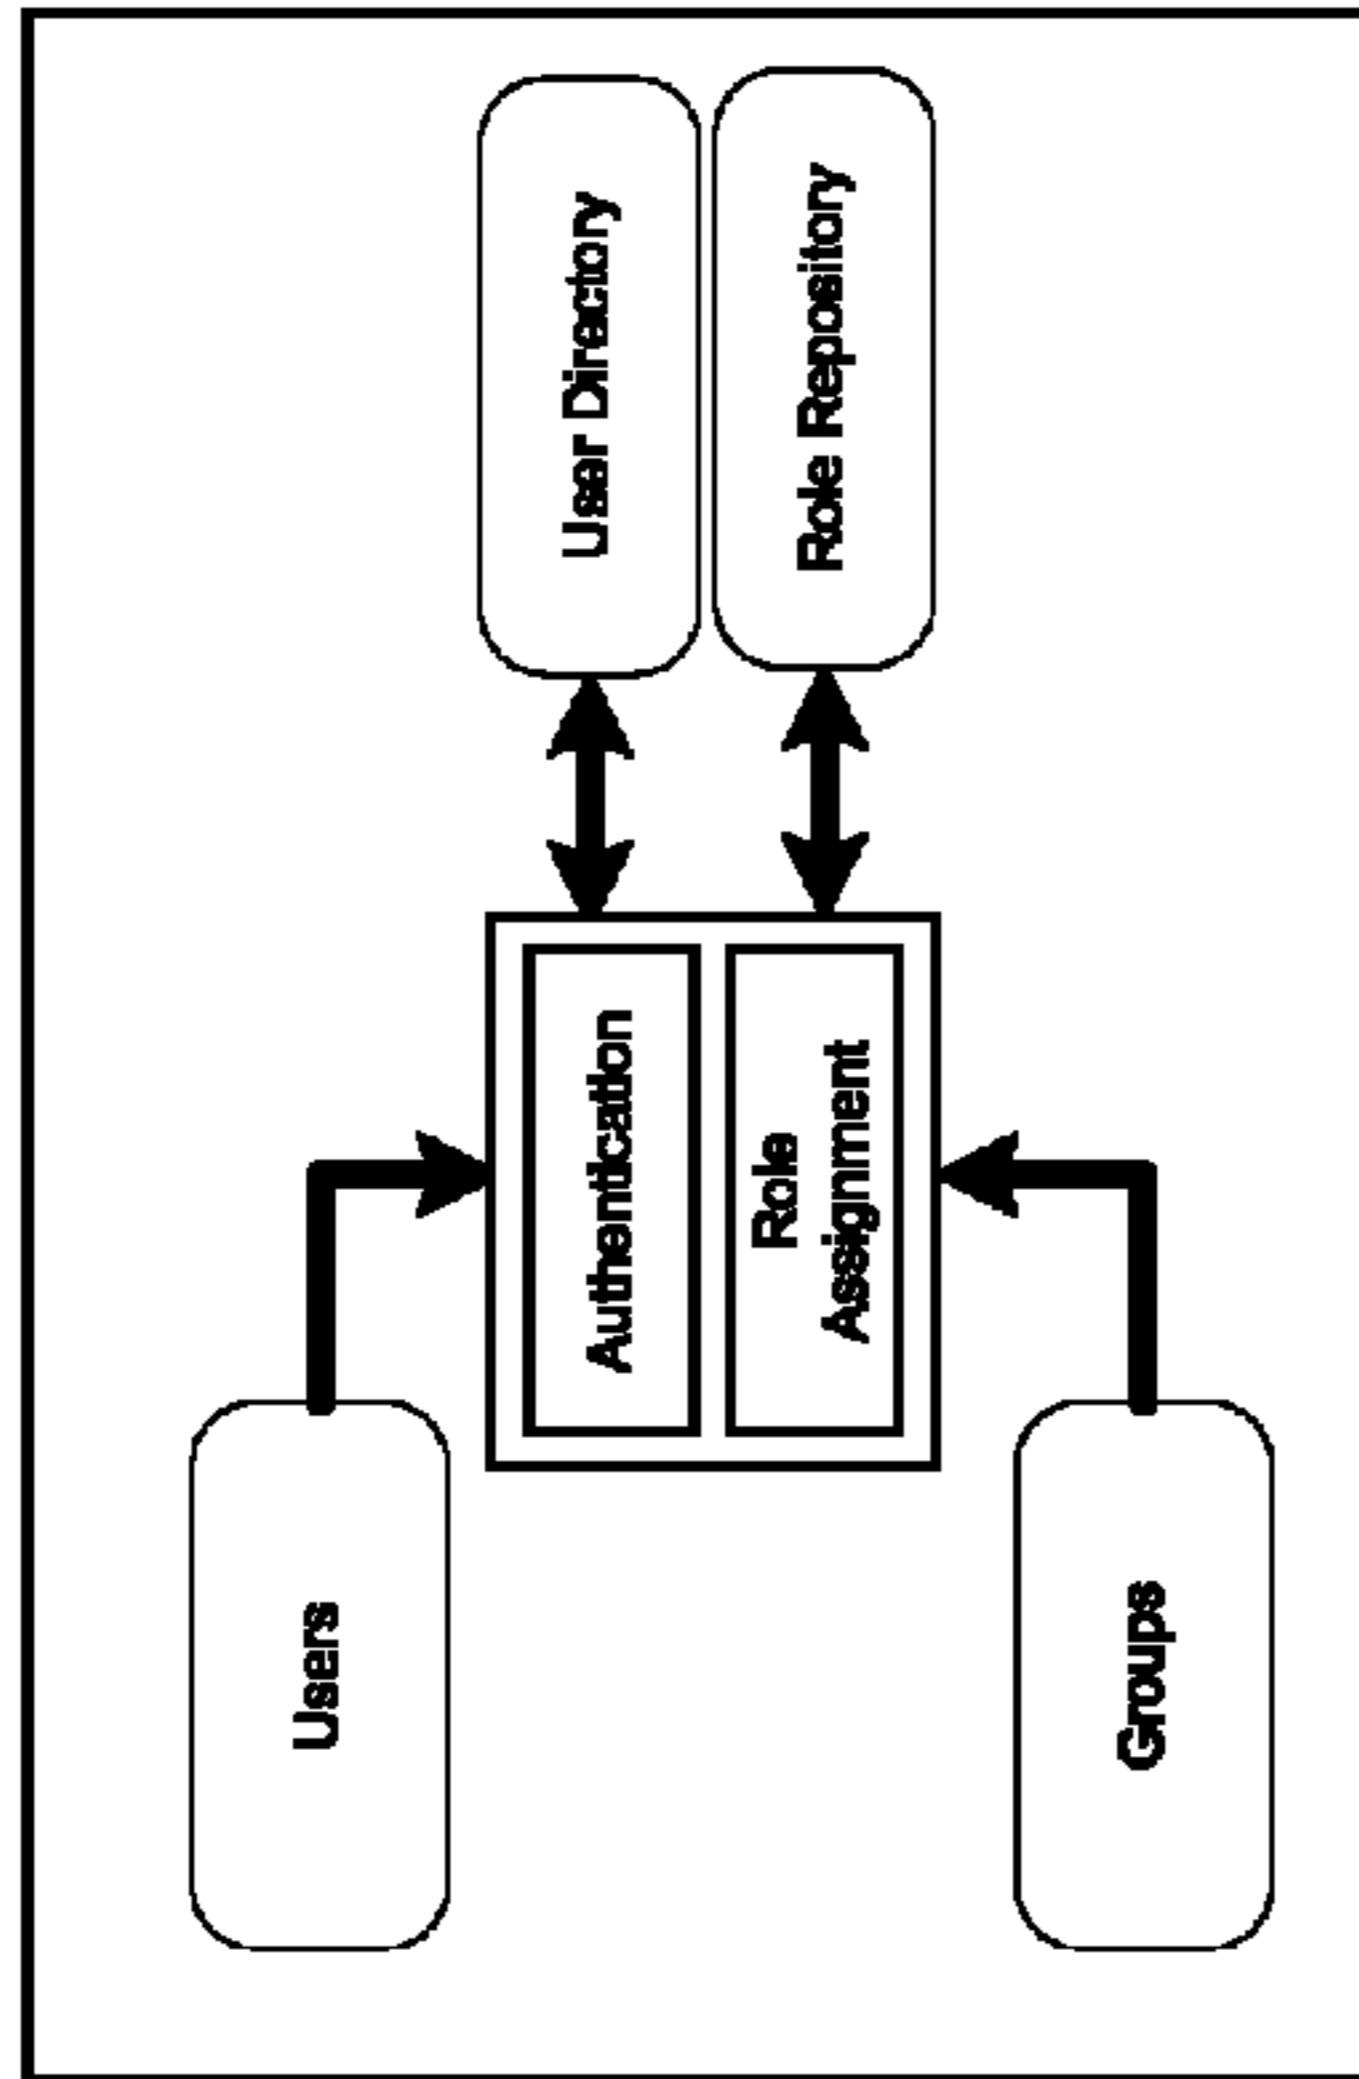 Users
Authentication
Role
Assignment
User Directory
Role Repository
Groups